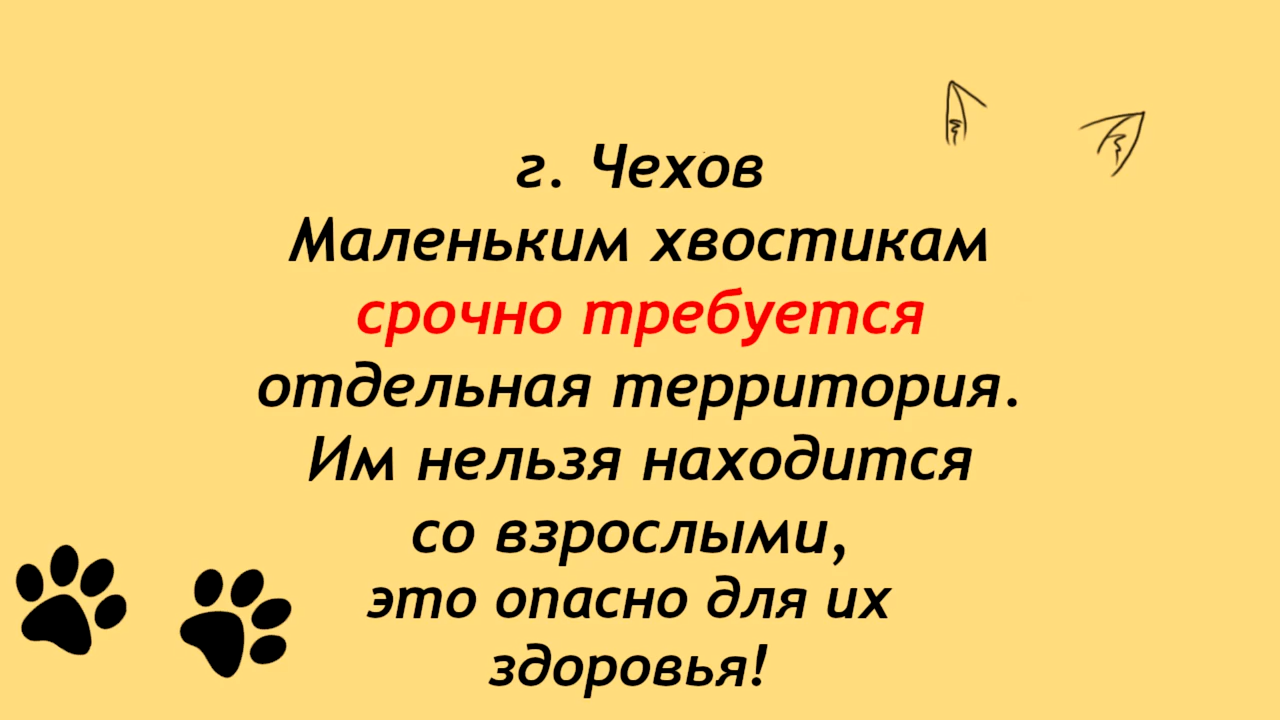 г. Чехов
Маленьким хвостикам
срочно требуется
отдельная территория.
Им нельзя находится
со взрослыми,
это опасно для их
здоровья!